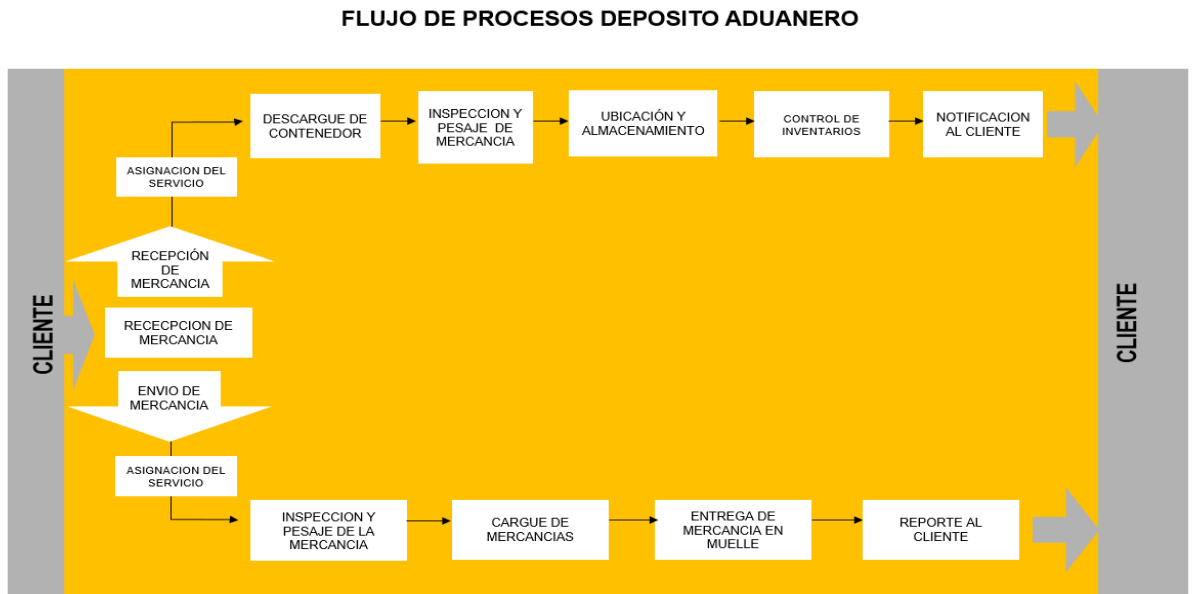 FLUJO DE PROCESOS DEPOSITO ADUANERO
DESCARGUE DE
CONTENEDOR
INSPECCION Y
PESAJE DE
MERCANCIA
UBICACIÓN Y
ALMACENAMIENTO
CONTROL DE
INVENTARIOS
NOTIFICACION
AL CLIENTE
ASIGNACION DEL
SERVICIO
RECEPCIÓN
DE
MERCANCIA
CLIENTE
RECECPCION DE
MERCANCIA
CLIENTE
ENVIO DE
MERCANCIA
ASIGNACION DEL
SERVICIO
INSPECCION Y
PESAJE DE LA
MERCANCIA
CARGUE DE
MERCANCIAS
ENTREGA DE
MERCANCIA EN
MUELLE
REPORTE AL
CLIENTE